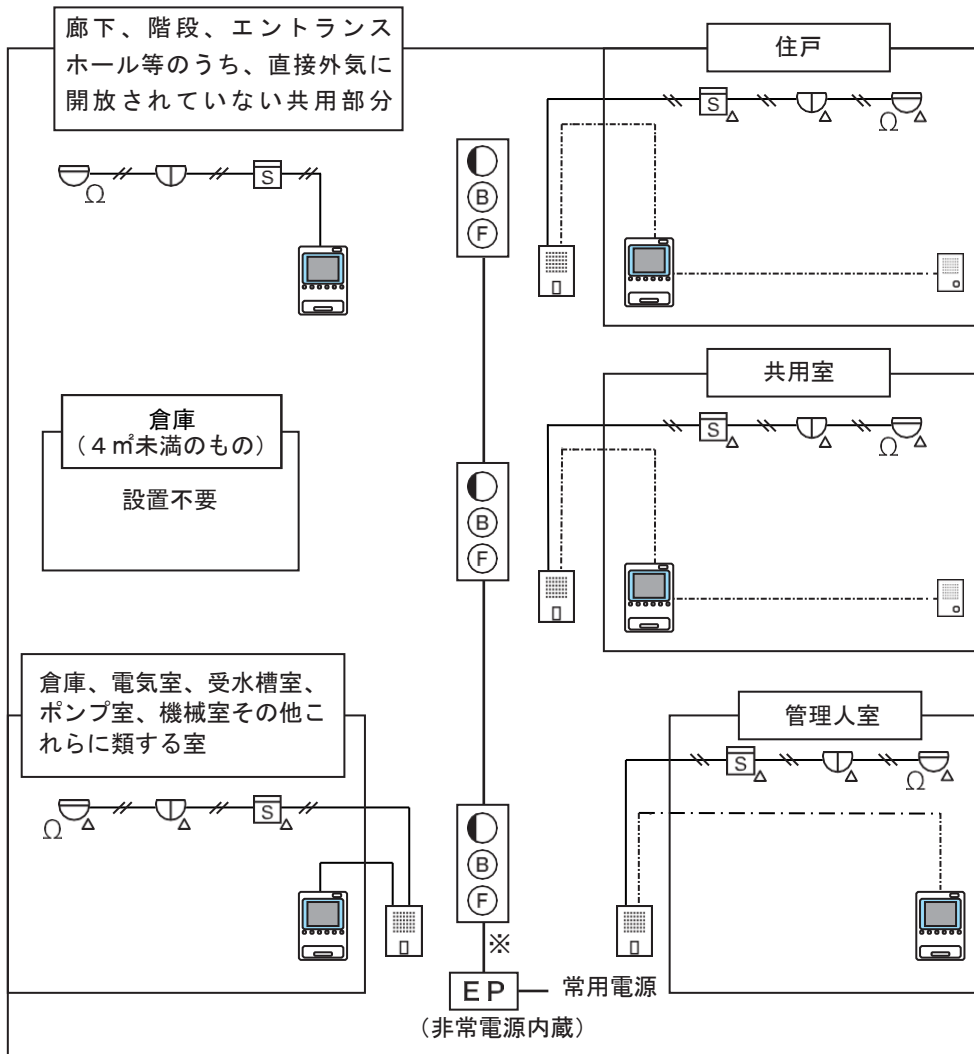 廊下、階段、エントランス
ホール等のうち、直接外気に
開放されていない共用部分
住戸
S
Ω
Ω
S
B
F
共用室
倉庫
(4㎡未満のもの)
設置不要
S
Ω
B
F
倉庫、電気室、受水槽室、
ポンプ室、機械室その他こ
れらに類する室
管理人室
S
Ω
Ω
S
B
F
※
EP
常用電源
(非常電源内蔵)